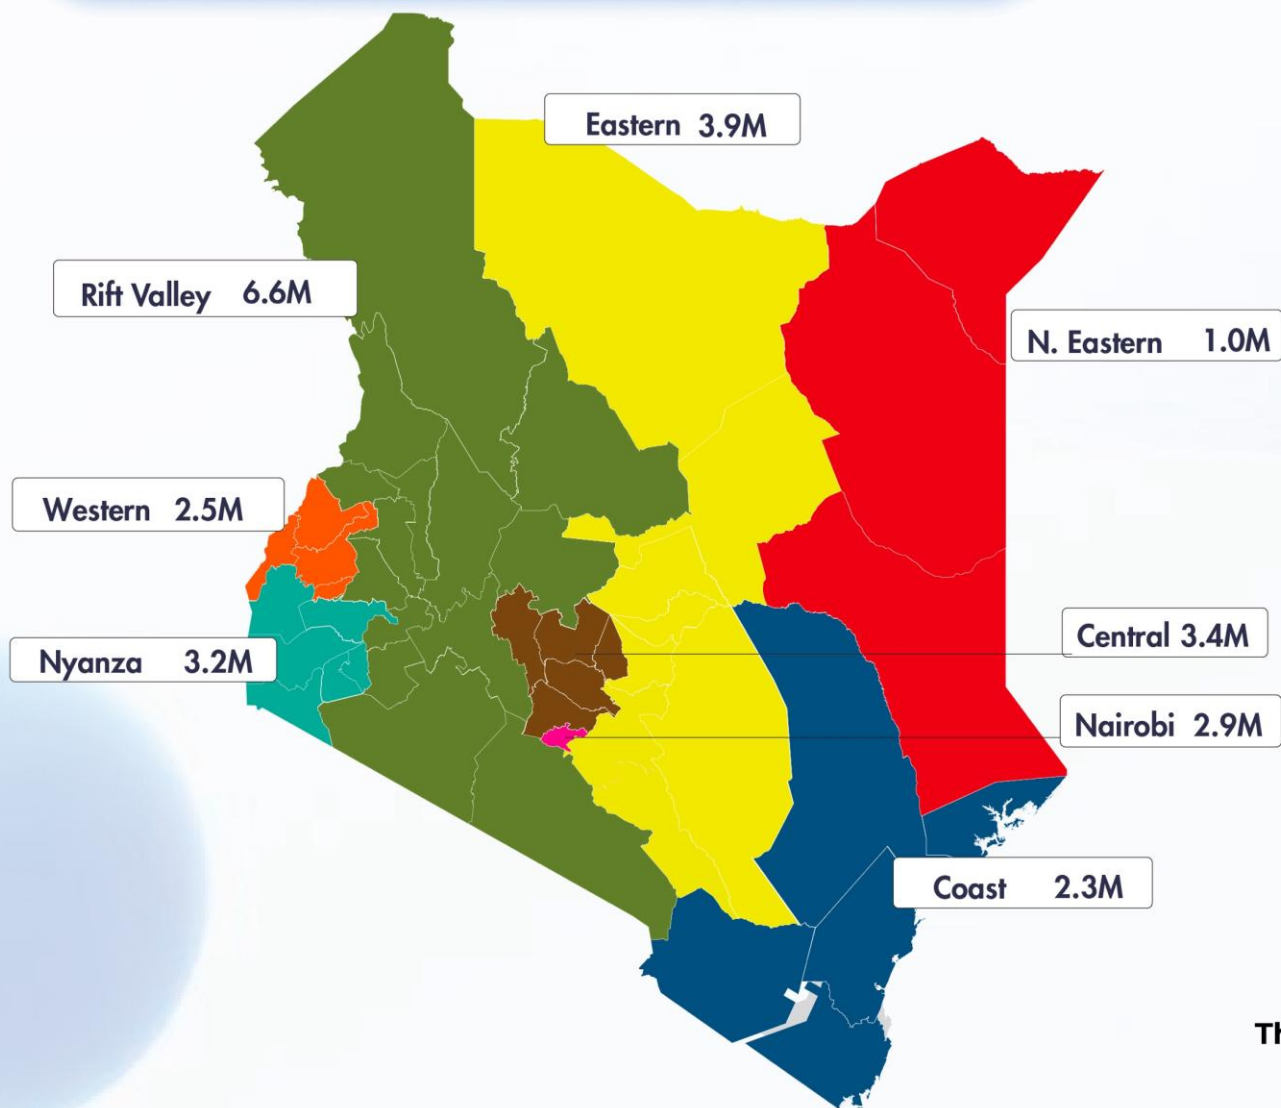 Eastern 3.9M
Rift Valley 6.6M
N. Eastern 1.0M
Western 2.5M
Central 3.4M
Nyanza 3.2M
Nairobi 2.9M
Coast 2.3M